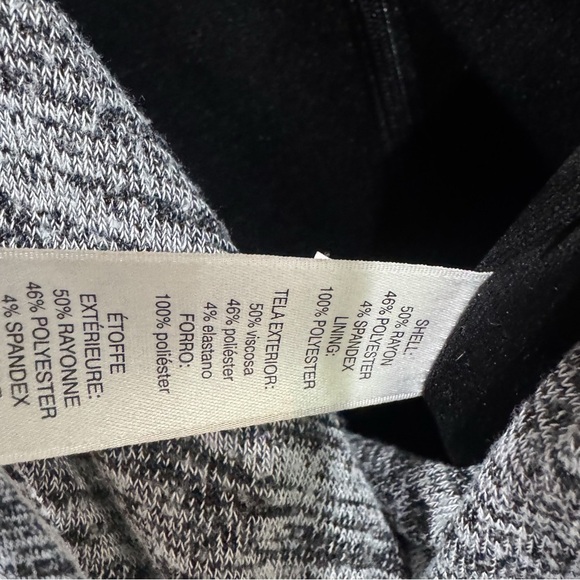 SHELL:
50% RAYON
46% RAYON
4% SPANDEX
LINING:
100% POLYESTER
TELA EXTERIOR:
50% viscosa
46% poliéster
4% elastano
FORRO:
100% poliéster
ÉTOFFE
EXTÉRIEURE:
50% RAYONNE
46% POLYESTER
4% SPANDEX